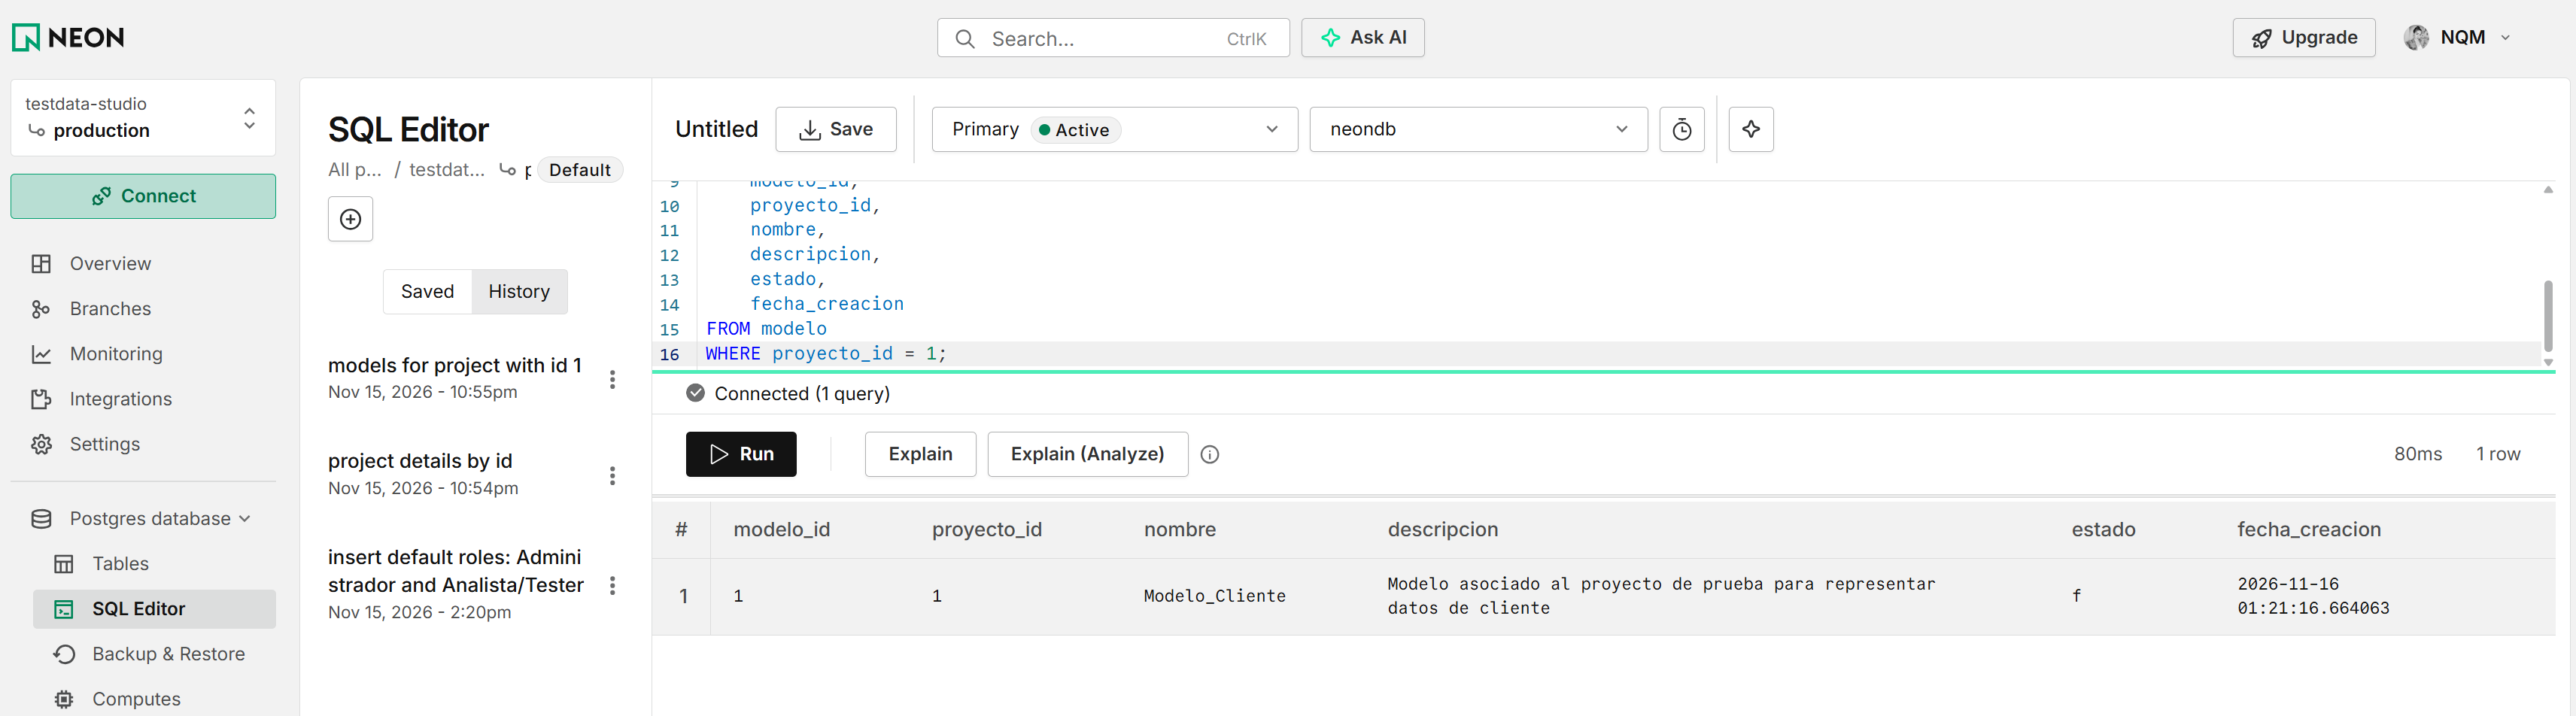 NEON
Search...
CtrlK
Ask AI
Upgrade
NQM
testdata-studio
production
Connect
Overview
Branches
Monitoring
Integrations
Settings
Postgres database
Tables
SQL Editor
Backup & Restore
Computes
SQL Editor
All p... / testdat... Default
Saved
History
models for project with id 1
Nov 15, 2026 - 10:55pm
project details by id
Nov 15, 2026 - 10:54pm
insert default roles: Admini
strador and Analista/Tester
Nov 15, 2026 - 2:20pm
Untitled
Save
Primary Active
neondb
9 modelo_id,
10 proyecto_id,
11 nombre,
12 descripcion,
13 estado,
14 fecha_creacion
15 FROM modelo
16 WHERE proyecto_id = 1;
Connected (1 query)
Run
Explain
Explain (Analyze)
80ms
1 row
# modelo_id proyecto_id nombre descripcion estado fecha_creacion
1 1 1 Modelo_Cliente Modelo asociado al proyecto de prueba para representar
datos de cliente
f
2026-11-16
01:21:16.664063